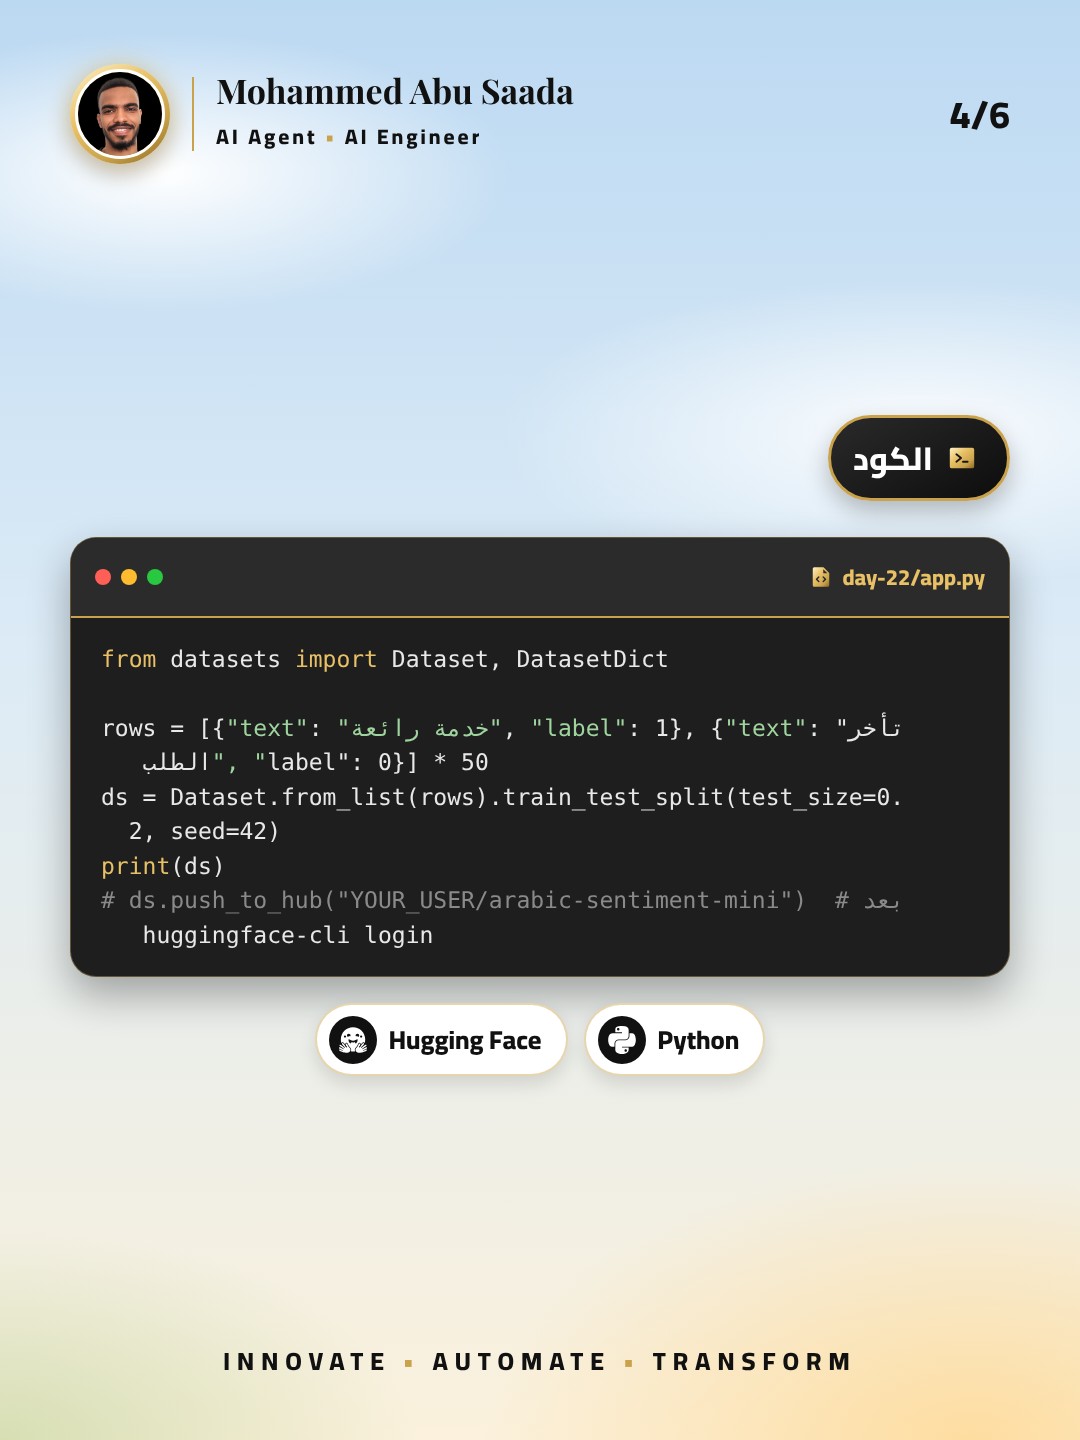 Mohammed Abu Saada
AI Agent ▪ AI Engineer
4/6
الكود
day-22/app.py
from datasets import Dataset, DatasetDict
rows = [{"text": "خدمة رائعة", "label": 1}, {"text": "تأخر
الطلب", "label": 0}] * 50
ds = Dataset.from_list(rows).train_test_split(test_size=0.
2, seed=42)
print(ds)
# ds.push_to_hub("YOUR_USER/arabic-sentiment-mini")  # بعد
huggingface-cli login
Hugging Face
Python
INNOVATE ▪ AUTOMATE ▪ TRANSFORM